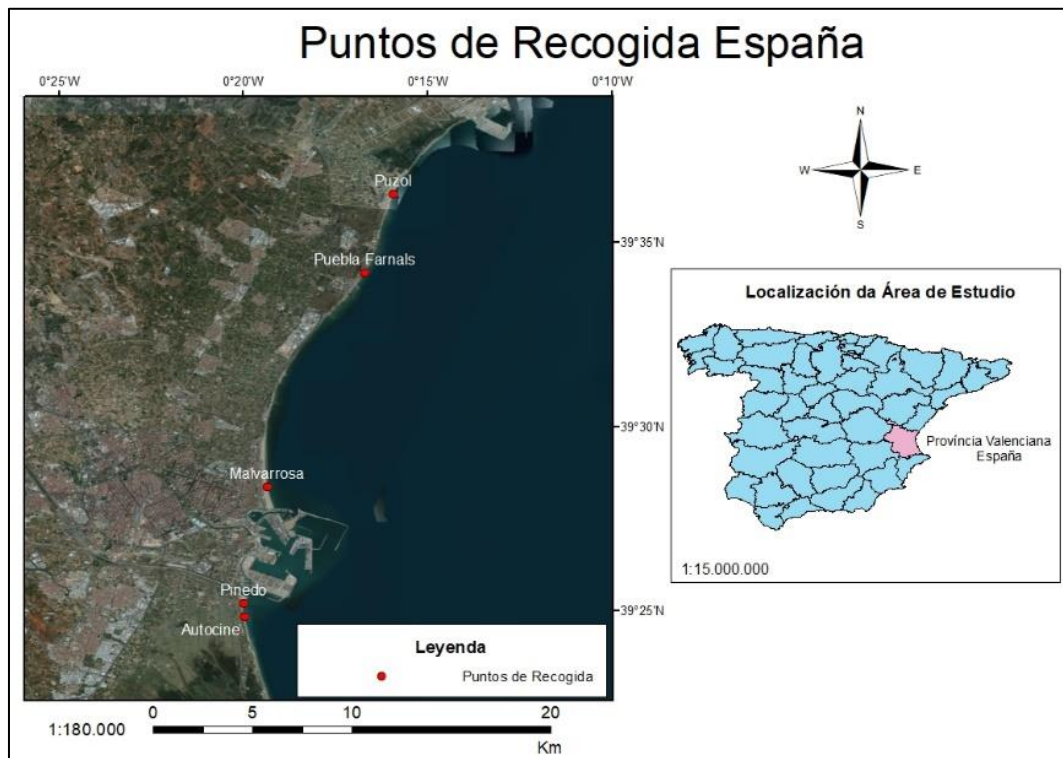 Puntos de Recogida España
0°25'W
0°20'W
0°15'W
0°10'W
N
W
E
S
Puzol
39°35'N
Puebla Farnals
Localización da Área de Estudio
39°30'N
Província Valenciana
España
Malvarrosa
1:15.000.000
Pinedo
39°25'N
Autocine
Leyenda
Puntos de Recogida
1:180.000
0
5
10
20
Km